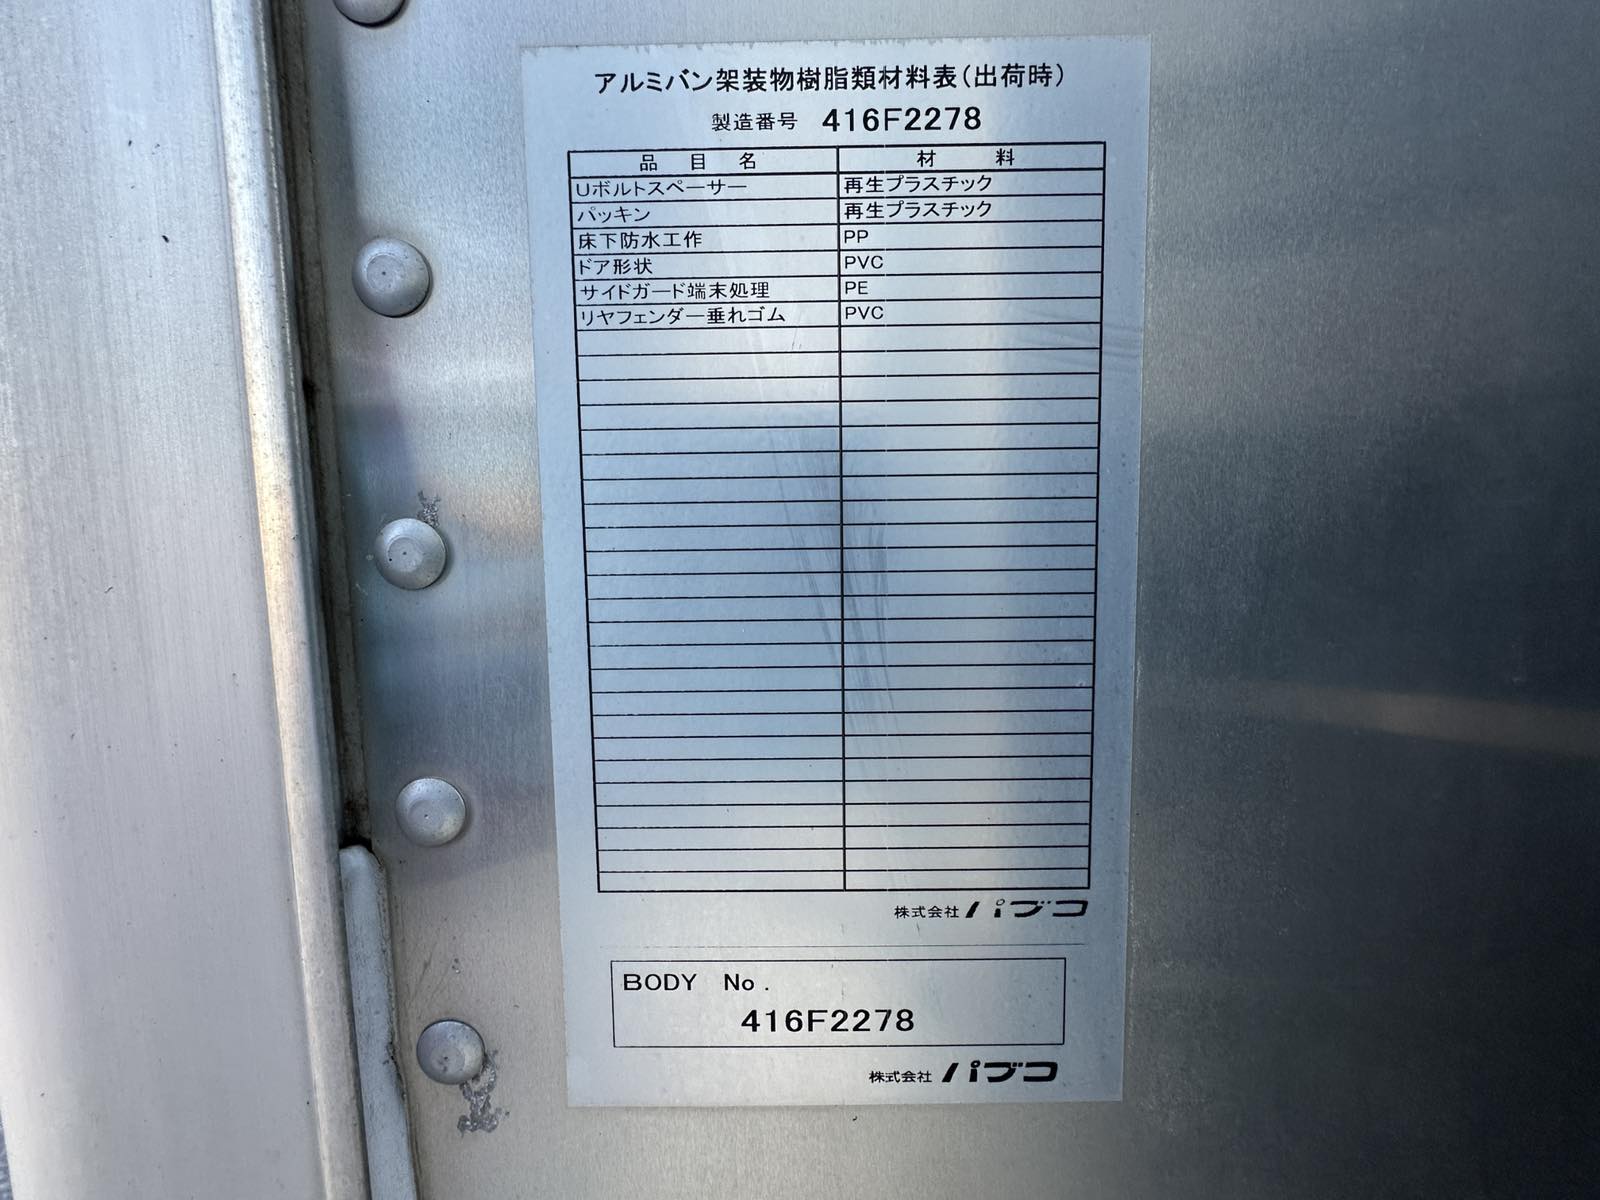 アルミバン架装物樹脂類材料表(出荷時)
製造番号 416F2278
品目名 材料
Uボルトスペーサー 再生プラスチック
パッキン 再生プラスチック
床下防水工作 PP
ドア形状 PVC
サイドガード端末処理 PE
リヤフェンダー垂れゴム PVC
株式会社パブコ
BODY No.
416F2278
株式会社パブコ